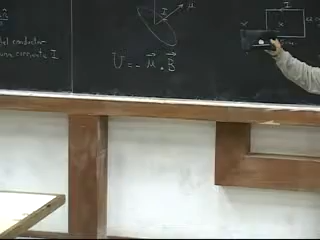 del conductor
una corriente I
I
μ
U = - μ⃗ . B⃗
I
x
x